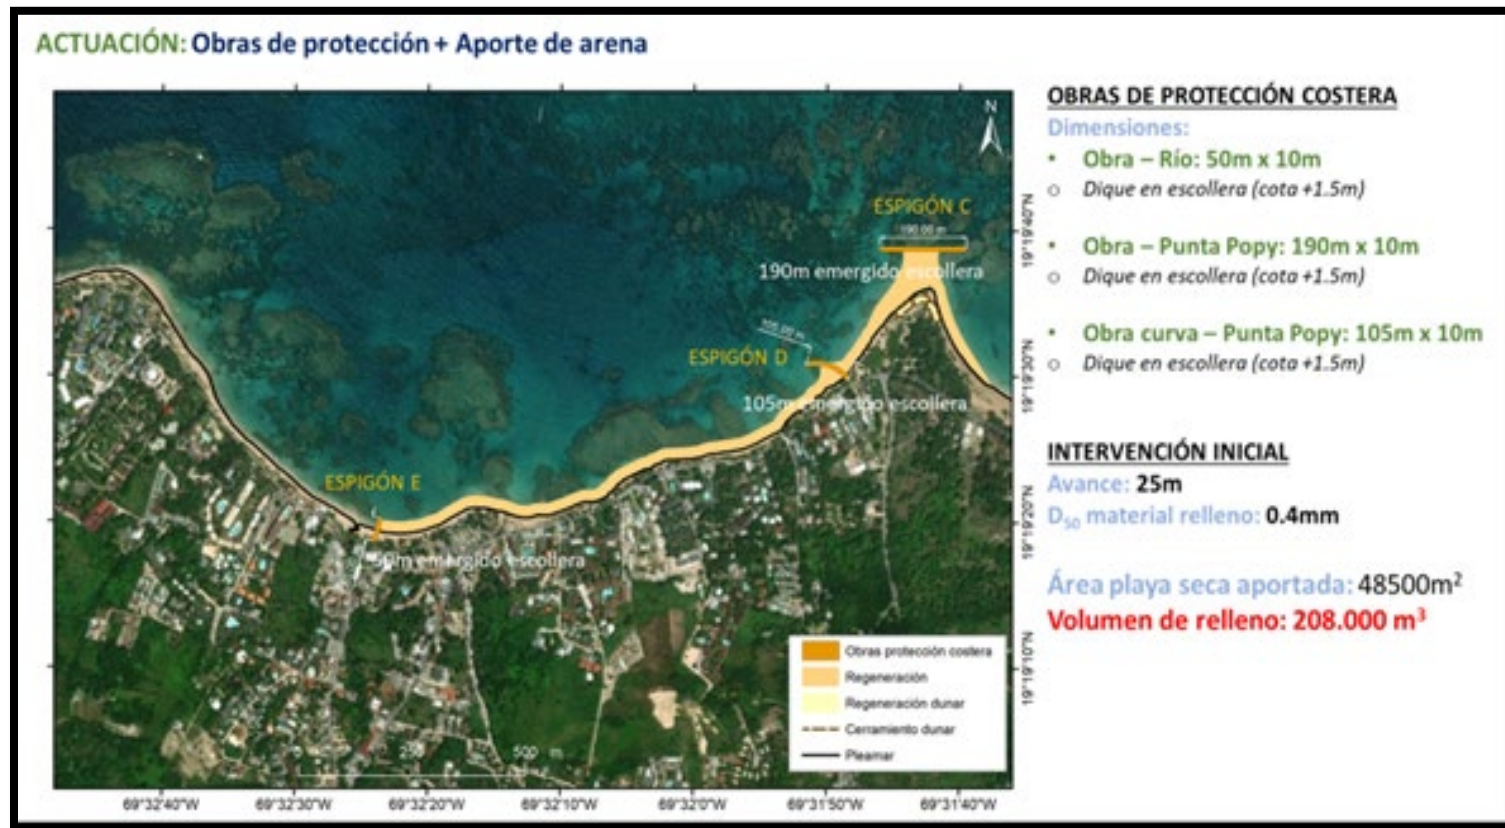 ACTUACIÓN: Obras de protección + Aporte de arena
N
ESPIGÓN C
190.00 m
190m emergido escollera
105.00 m
ESPIGÓN D
105m emergido escollera
ESPIGÓN E
50m emergido escollera
0 250 500 m
Obras protección costera
Regeneración
Regeneración dunar
Cerramiento dunar
Pleamar
19°19'40"N
19°19'30"N
19°19'20"N
19°19'10"N
69°32'40"W 69°32'30"W 69°32'20"W 69°32'10"W 69°32'0"W 69°31'50"W 69°31'40"W
OBRAS DE PROTECCIÓN COSTERA
Dimensiones:
• Obra – Río: 50m x 10m
o Dique en escollera (cota +1.5m)
• Obra – Punta Popy: 190m x 10m
o Dique en escollera (cota +1.5m)
• Obra curva – Punta Popy: 105m x 10m
o Dique en escollera (cota +1.5m)
INTERVENCIÓN INICIAL
Avance: 25m
D50 material relleno: 0.4mm
Área playa seca aportada: 48500m²
Volumen de relleno: 208.000 m³